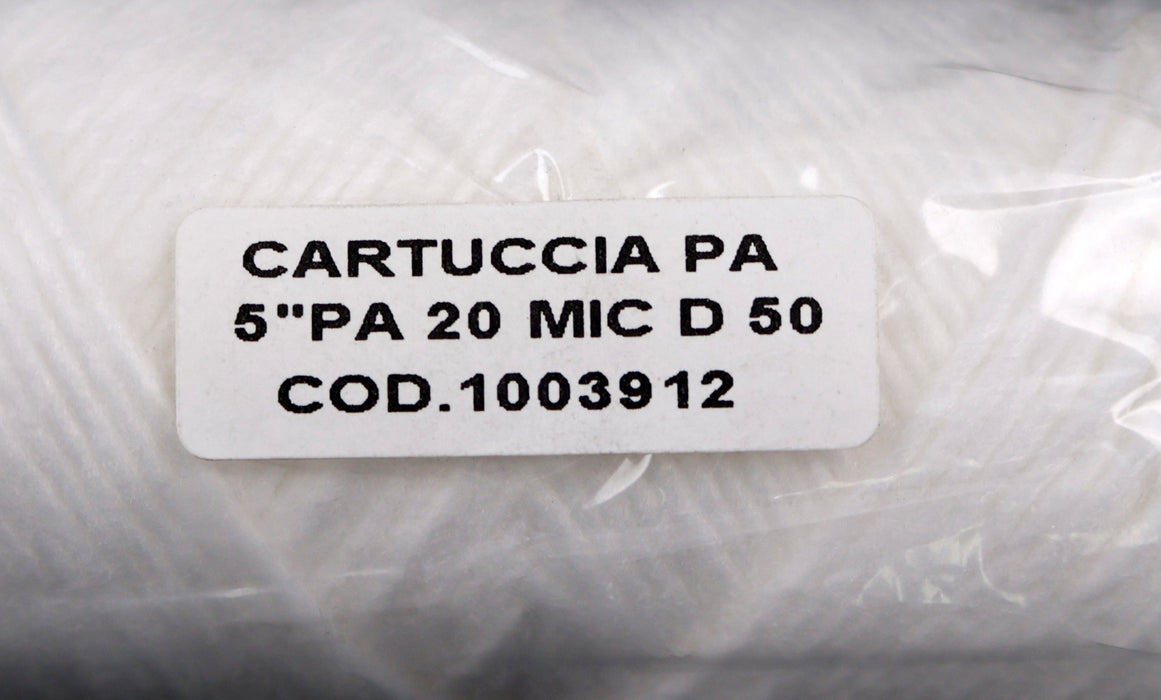 CARTUCCIA PA
5"PA 20 MIC D 50
COD.1003912